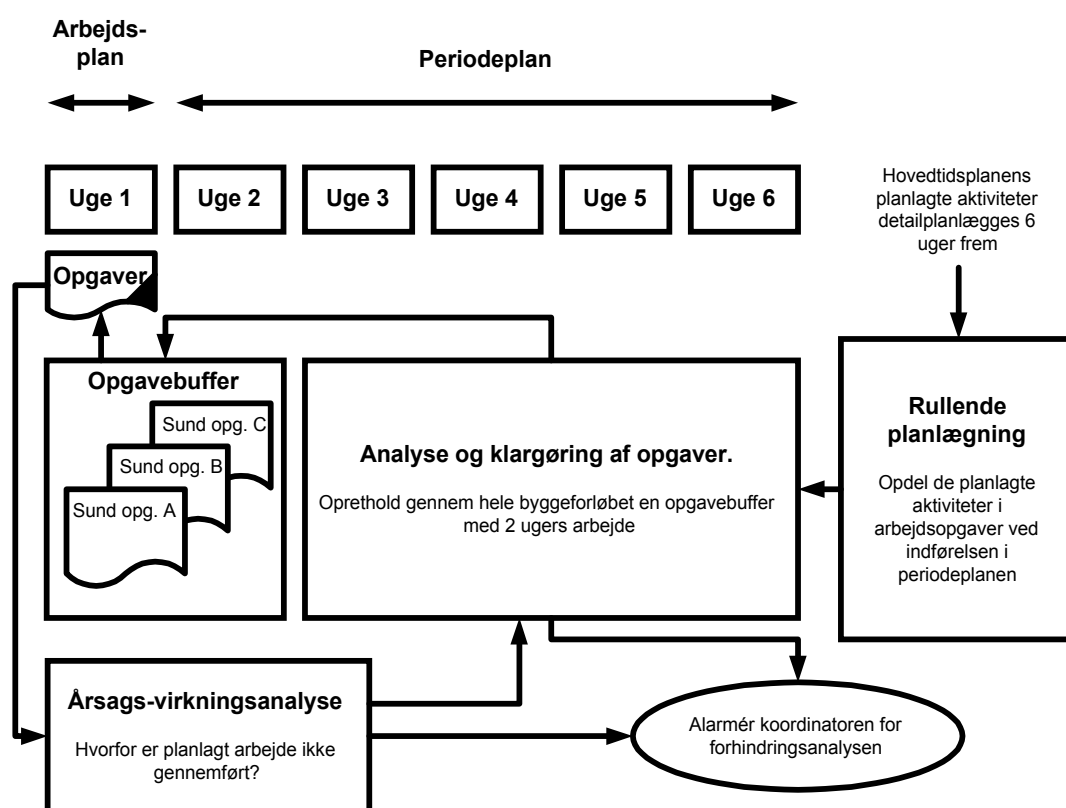 Arbejds-
plan
Periodeplan
Uge 1
Uge 2
Uge 3
Uge 4
Uge 5
Uge 6
Hovedtidsplanens
planlagte aktiviteter
detailplanlægges 6
uger frem
Opgaver
Opgavebuffer
Sund opg. C
Sund opg. B
Sund opg. A
Analyse og klargøring af opgaver.
Oprethold gennem hele byggeforløbet en opgavebuffer
med 2 ugers arbejde
Rullende
planlægning
Opdel de planlagte
aktiviteter i
arbejdsopgaver ved
indførelsen i
periodeplanen
Årsags-virkningsanalyse
Hvorfor er planlagt arbejde ikke
gennemført?
Alarmér koordinatoren for
forhindringsanalysen